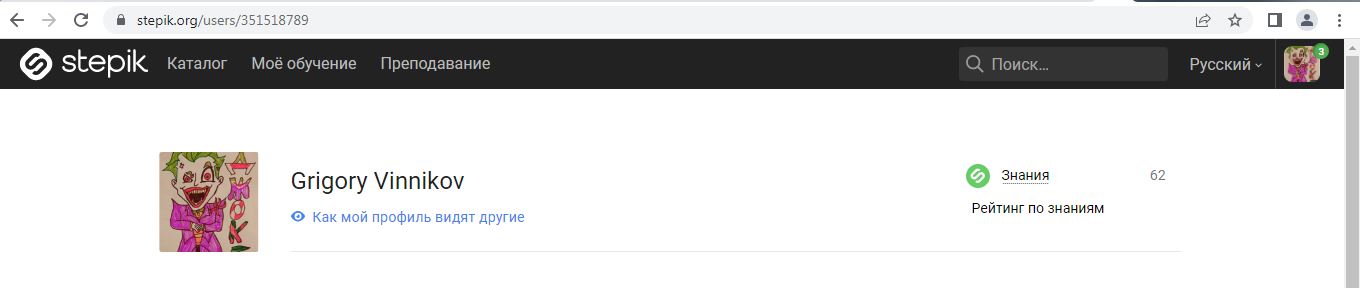 stepik.org/users/351518789
stepik Каталог Моё обучение Преподавание Поиск... Русский 3
Grigory Vinnikov
Знания 62
Как мой профиль видят другие
Рейтинг по знаниям